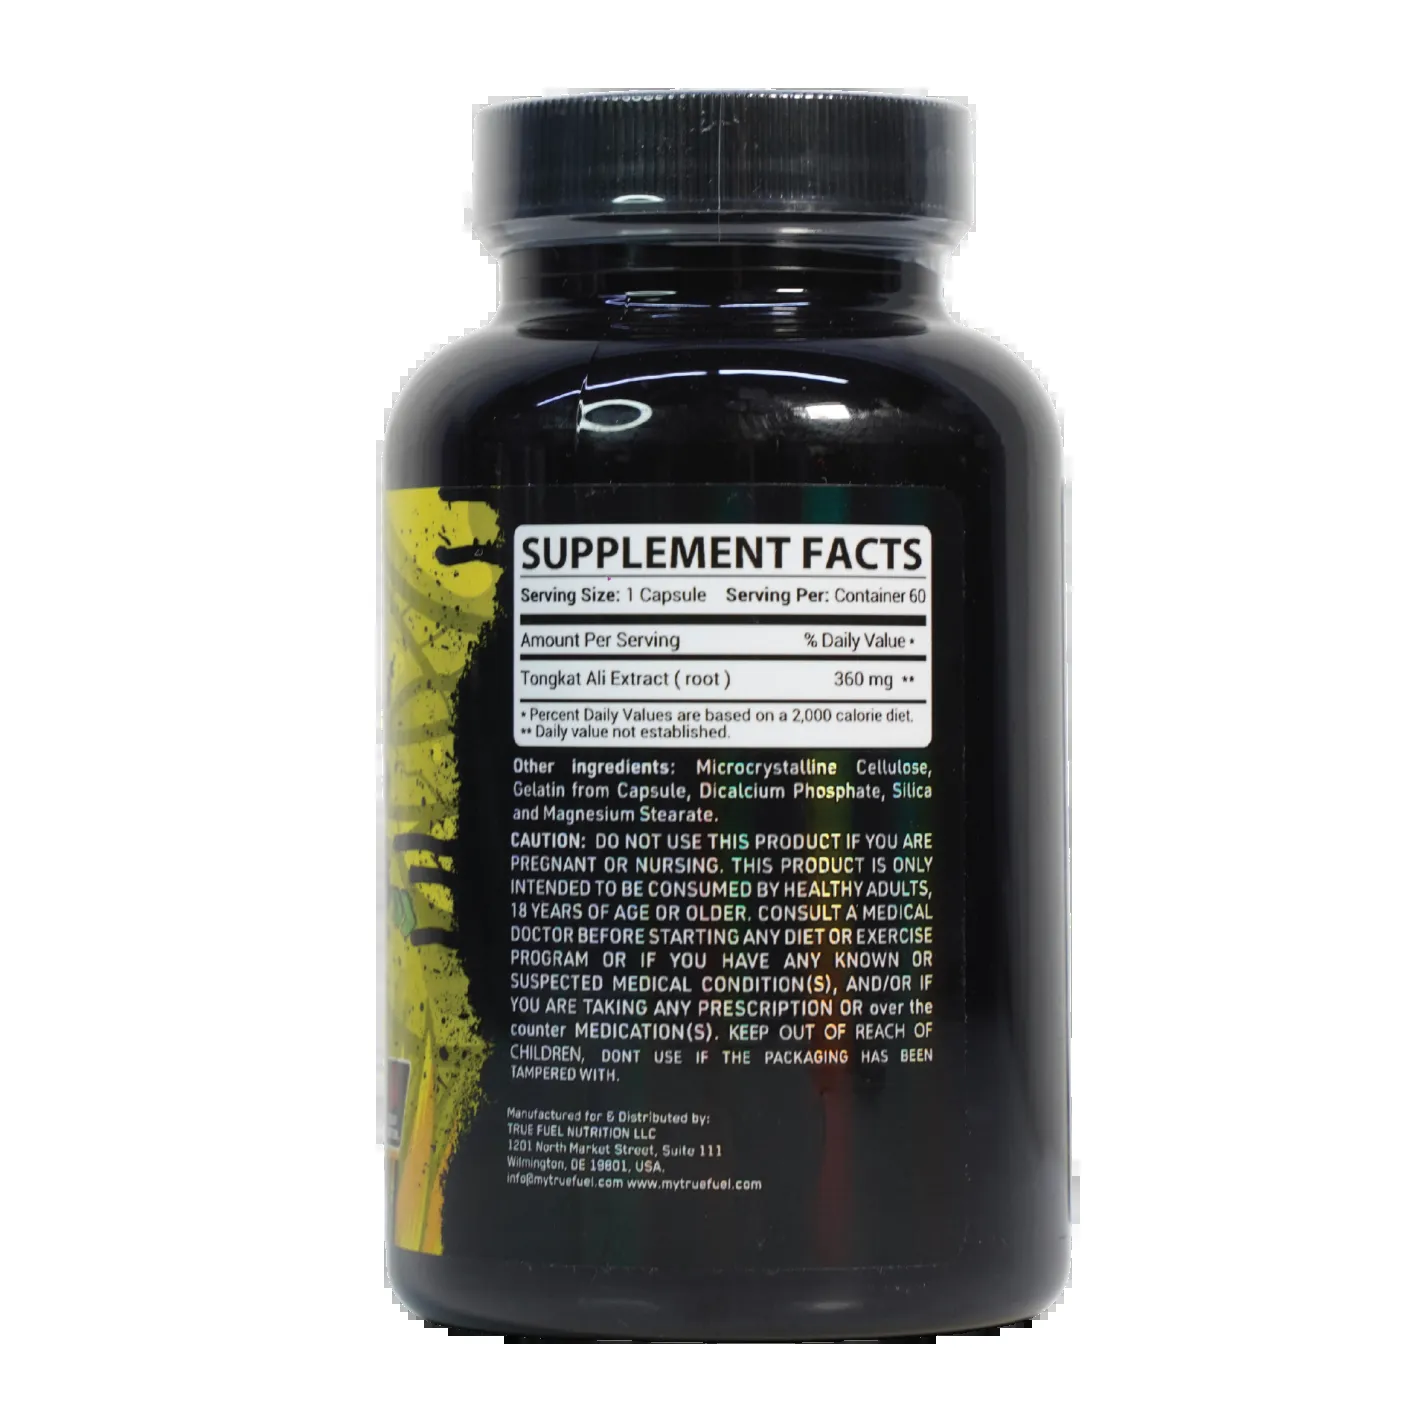 SUPPLEMENT FACTS
Serving Size: 1 Capsule Serving Per: Container 60
Amount Per Serving % Daily Value *
Tongkat Ali Extract ( root ) 360 mg **
* Percent Daily Values are based on a 2,000 calorie diet.
** Daily value not established.
Other ingredients: Microcrystalline Cellulose,
Gelatin from Capsule, Dicalcium Phosphate, Silica
and Magnesium Stearate.
CAUTION: DO NOT USE THIS PRODUCT IF YOU ARE
PREGNANT OR NURSING. THIS PRODUCT IS ONLY
INTENDED TO BE CONSUMED BY HEALTHY ADULTS,
18 YEARS OF AGE OR OLDER. CONSULT A MEDICAL
DOCTOR BEFORE STARTING ANY DIET OR EXERCISE
PROGRAM OR IF YOU HAVE ANY KNOWN OR
SUSPECTED MEDICAL CONDITION(S), AND/OR IF
YOU ARE TAKING ANY PRESCRIPTION OR over the
counter MEDICATION(S). KEEP OUT OF REACH OF
CHILDREN, DONT USE IF THE PACKAGING HAS BEEN
TAMPERED WITH.
Manufactured for & Distributed by:
TRUE FUEL NUTRITION LLC
1201 North Market Street, Suite 111
Wilmington, DE 19801, USA.
info@mytruefuel.com www.mytruefuel.com